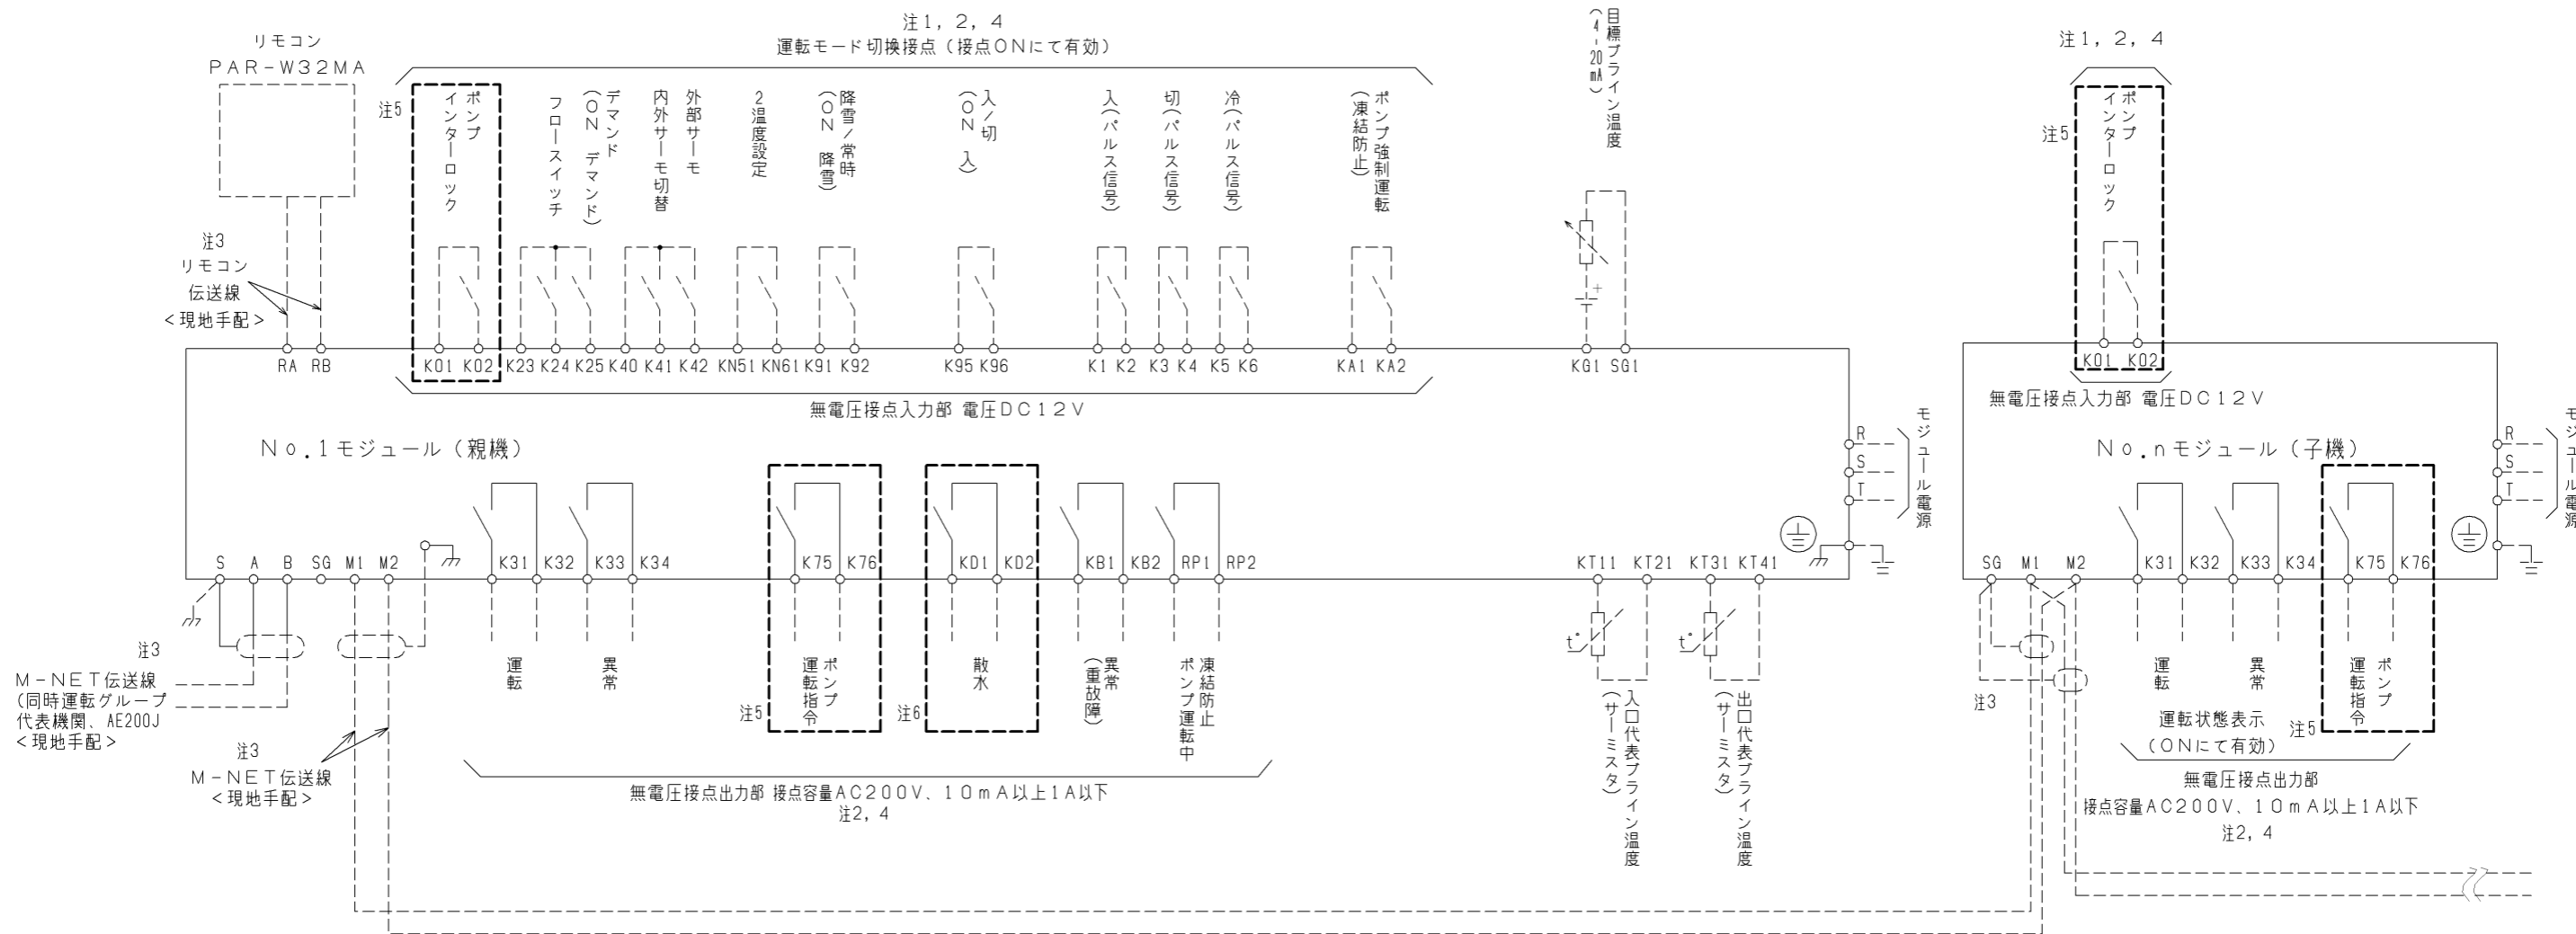 注1, 2, 4
運転モード切換接点（接点ONにて有効）
リモコン
PAR-W32MA
注5
ポンプ
インターロック
フロースイッチ
デマンド
(ON デマンド)
内外サーモ切替
外部サーモ
2温度設定
降雪/常時
(ON 降雪)
入/切
(ON 入)
入(パルス信号)
切(パルス信号)
冷(パルス信号)
ポンプ強制運転
(凍結防止)
目標ブライン温度
(4-20mA)
注3
リモコン
伝送線
<現地手配>
RA RB K01 K02 K23 K24 K25 K40 K41 K42 KN51 KN61 K91 K92 K95 K96 K1 K2 K3 K4 K5 K6 KA1 KA2 KG1 SG1
無電圧接点入力部 電圧DC12V
No.1モジュール（親機）
R
S
T
モジュール電源
S A B SG M1 M2 K31 K32 K33 K34 K75 K76 KD1 KD2 KB1 KB2 RP1 RP2 KT11 KT21 KT31 KT41
+
t°
t°
注3
M-NET伝送線
(同時運転グループ
代表機関、AE200J
<現地手配>
注3
M-NET伝送線
<現地手配>
運転
異常
注5
ポンプ
運転指令
注6
散水
異常
(重故障)
凍結防止
ポンプ運転中
入口代表ブライン温度
(サーミスタ)
出口代表ブライン温度
(サーミスタ)
無電圧接点出力部 接点容量AC200V、10mA以上1A以下
注2, 4
注1, 2, 4
注5
ポンプ
インターロック
K01 K02
無電圧接点入力部 電圧DC12V
No.nモジュール（子機）
R
S
T
モジュール電源
SG M1 M2 K31 K32 K33 K34 K75 K76
注3
運転
異常
注5
ポンプ
運転指令
運転状態表示
(ONにて有効)
無電圧接点出力部
接点容量AC200V、10mA以上1A以下
注2, 4